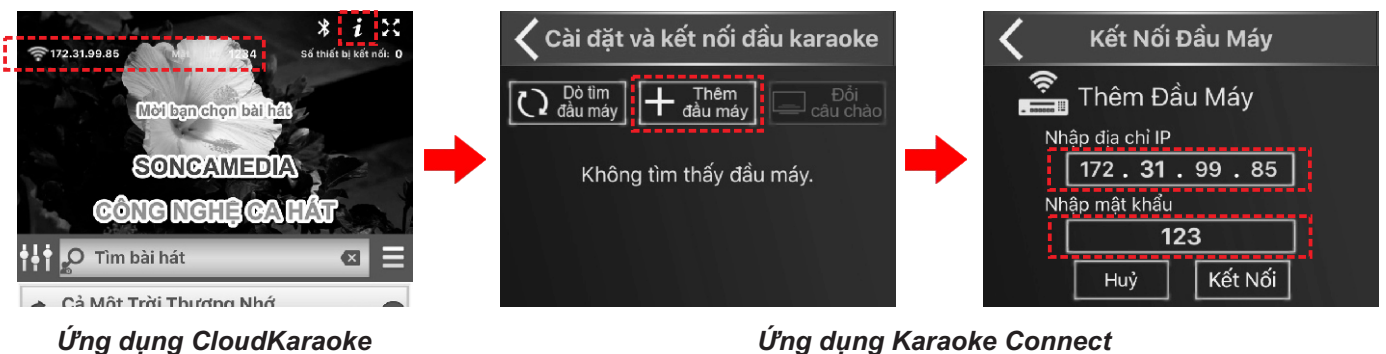 i
172.31.99.85
1234
Số thiết bị kết nối: 0
Mời bạn chọn bài hát
SONCAMEDIA
CÔNG NGHỆ CA HÁT
Tìm bài hát
Cả Một Trời Thương Nhớ
Ứng dụng CloudKaraoke
Cài đặt và kết nối đầu karaoke
Dò tìm
đầu máy
Thêm
đầu máy
Đổi
câu chào
Không tìm thấy đầu máy.
Kết Nối Đầu Máy
Thêm Đầu Máy
Nhập địa chỉ IP
172 . 31 . 99 . 85
Nhập mật khẩu
123
Huỷ
Kết Nối
Ứng dụng Karaoke Connect